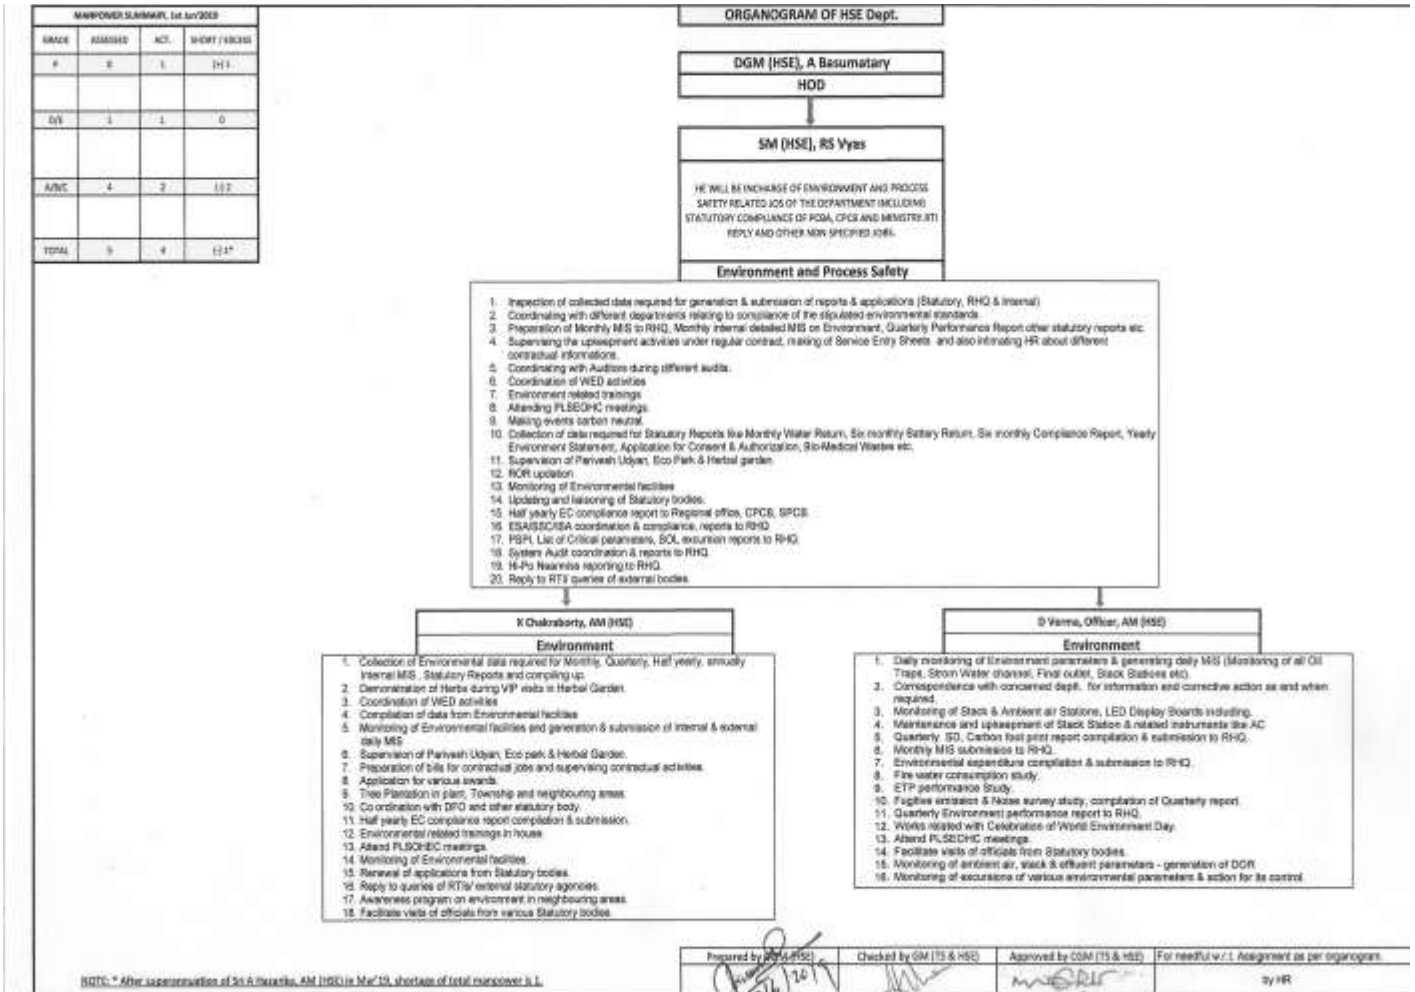 MANPOWER SUMMARY, 1st Jun'2019
GRADE ASSESSED ACT. SHORT / EXCESS
F 0 1 (+) 1
D/E 1 1 0
A/B/C 4 2 (-) 2
TOTAL 5 4 (-) 1*
ORGANOGRAM OF HSE Dept.
DGM (HSE), A Basumatary
HOD
SM (HSE), RS Vyas
HE WILL BE INCHARGE OF ENVIRONMENT AND PROCESS
SAFETY RELATED JOS OF THE DEPARTMENT INCLUDING
STATUTORY COMPLIANCE OF PCBA, CPCB AND MINISTRY. RTI
REPLY AND OTHER NON SPECIFIED JOBS.
Environment and Process Safety
1. Inspection of collected data required for generation & submission of reports & applications (Statutory, RHQ & Internal)
2. Coordinating with different departments relating to compliance of the stipulated environmental standards.
3. Preparation of Monthly MIS to RHQ, Monthly internal detailed MIS on Environment, Quarterly Performance Report other statutory reports etc.
4. Supervising the upkeepment activities under regular contract, making of Service Entry Sheets and also intimating HR about different
contractual informations.
5. Coordinating with Auditors during different audits.
6. Coordination of WED activities
7. Environment related trainings
8. Attending PLSEOHC meetings.
9. Making events carbon neutral.
10. Collection of data required for Statutory Reports like Monthly Water Return, Six monthly Battery Return, Six monthly Compliance Report, Yearly
Environment Statement, Application for Consent & Authorization, Bio-Medical Wastes etc.
11. Supervision of Parivesh Udyan, Eco Park & Herbal garden.
12. ROR updation
13. Monitoring of Environmental facilities
14. Updating and liaisoning of Statutory bodies.
15. Half yearly EC compliance report to Regional office, CPCB, SPCB.
16. ESA/SSC/ISA coordination & compliance, reports to RHQ
17. PSPI, List of Critical parameters, SOL excursion reports to RHQ.
18. System Audit coordination & reports to RHQ.
19. Hi-Po Nearmiss reporting to RHQ.
20. Reply to RTI/ queries of external bodies.
K Chakraborty, AM (HSE)
Environment
1. Collection of Environmental data required for Monthly, Quarterly, Half yearly, annually
Internal MIS , Statutory Reports and compiling up.
2. Demonstration of Herbs during VIP visits in Herbal Garden.
3. Coordination of WED activities
4. Compilation of data from Environmental facilities
5. Monitoring of Environmental facilities and generation & submission of internal & external
daily MIS
6. Supervision of Parivesh Udyan, Eco park & Herbal Garden.
7. Preparation of bills for contractual jobs and supervising contractual activities.
8. Application for various awards.
9. Tree Plantation in plant, Township and neighbouring areas
10. Co ordination with DFO and other statutory body.
11. Half yearly EC compliance report compilation & submission.
12. Environmental related trainings in house
13. Attend PLSOHEC meetings.
14. Monitoring of Environmental facilities.
15. Renewal of applications from Statutory bodies.
16. Reply to queries of RTIs/ external statutory agencies.
17. Awareness program on environment in neighbouring areas.
18. Facilitate visits of officials from various Statutory bodies.
D Varma, Officer, AM (HSE)
Environment
1. Daily monitoring of Environment parameters & generating daily MIS (Monitoring of all Oil
Traps, Strom Water channel, Final outlet, Stack Stations etc).
2. Correspondence with concerned deptt. for information and corrective action as and when
required.
3. Monitoring of Stack & Ambient air Stations, LED Display Boards including.
4. Maintenance and upkeepment of Stack Station & related instruments like AC
5. Quarterly SD, Carbon foot print report compilation & submission to RHQ.
6. Monthly MIS submission to RHQ.
7. Environmental expenditure compilation & submission to RHQ.
8. Fire water consumption study.
9. ETP performance Study.
10. Fugitive emission & Noise survey study, compilation of Quarterly report.
11. Quarterly Environment performance report to RHQ.
12. Works related with Celebration of World Environment Day.
13. Attend PLSEOHC meetings.
14. Facilitate visits of officials from Statutory bodies.
15. Monitoring of ambient air, stack & effluent parameters - generation of DOR
16. Monitoring of excursions of various environmental parameters & action for its control.
NOTE: * After superannuation of Sri A Hazarika, AM (HSE) in Mar'19, shortage of total manpower is 1.
Prepared by (HSE)
Checked by GM (TS & HSE)
Approved by CGM (TS & HSE)
For needful w.r.t. Assignment as per organogram.
by HR